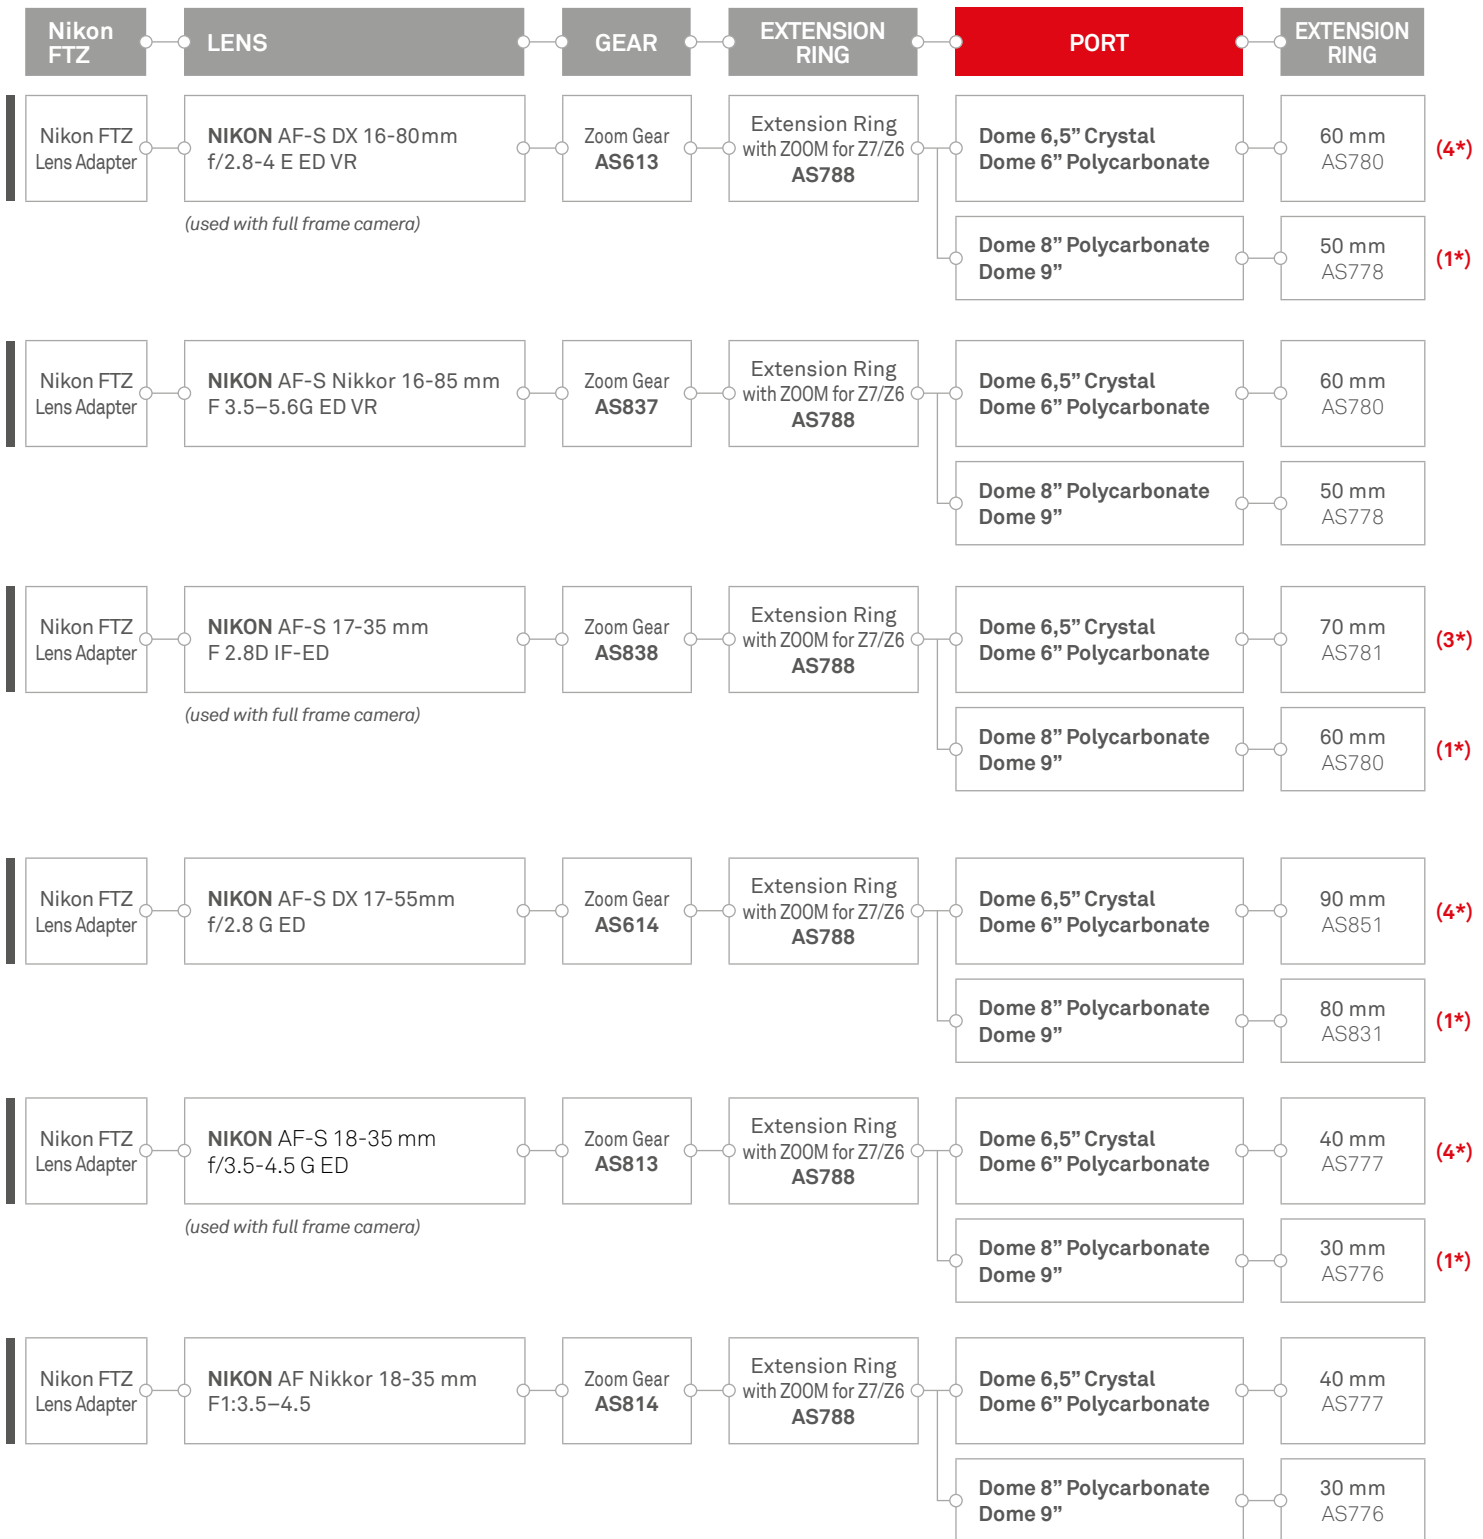 Nikon
FTZ
LENS
GEAR
EXTENSION
RING
PORT
EXTENSION
RING
Nikon FTZ
Lens Adapter
NIKON AF-S DX 16-80mm
f/2.8-4 E ED VR
Zoom Gear
AS613
Extension Ring
with ZOOM for Z7/Z6
AS788
Dome 6,5” Crystal
Dome 6” Polycarbonate
60 mm
AS780
(4*)
(used with full frame camera)
Dome 8” Polycarbonate
Dome 9”
50 mm
AS778
(1*)
Nikon FTZ
Lens Adapter
NIKON AF-S Nikkor 16-85 mm
F 3.5–5.6G ED VR
Zoom Gear
AS837
Extension Ring
with ZOOM for Z7/Z6
AS788
Dome 6,5” Crystal
Dome 6” Polycarbonate
60 mm
AS780
Dome 8” Polycarbonate
Dome 9”
50 mm
AS778
Nikon FTZ
Lens Adapter
NIKON AF-S 17-35 mm
F 2.8D IF-ED
Zoom Gear
AS838
Extension Ring
with ZOOM for Z7/Z6
AS788
Dome 6,5” Crystal
Dome 6” Polycarbonate
70 mm
AS781
(3*)
(used with full frame camera)
Dome 8” Polycarbonate
Dome 9”
60 mm
AS780
(1*)
Nikon FTZ
Lens Adapter
NIKON AF-S DX 17-55mm
f/2.8 G ED
Zoom Gear
AS614
Extension Ring
with ZOOM for Z7/Z6
AS788
Dome 6,5” Crystal
Dome 6” Polycarbonate
90 mm
AS851
(4*)
Dome 8” Polycarbonate
Dome 9”
80 mm
AS831
(1*)
Nikon FTZ
Lens Adapter
NIKON AF-S 18-35 mm
f/3.5-4.5 G ED
Zoom Gear
AS813
Extension Ring
with ZOOM for Z7/Z6
AS788
Dome 6,5” Crystal
Dome 6” Polycarbonate
40 mm
AS777
(4*)
(used with full frame camera)
Dome 8” Polycarbonate
Dome 9”
30 mm
AS776
(1*)
Nikon FTZ
Lens Adapter
NIKON AF Nikkor 18-35 mm
F1:3.5–4.5
Zoom Gear
AS814
Extension Ring
with ZOOM for Z7/Z6
AS788
Dome 6,5” Crystal
Dome 6” Polycarbonate
40 mm
AS777
Dome 8” Polycarbonate
Dome 9”
30 mm
AS776